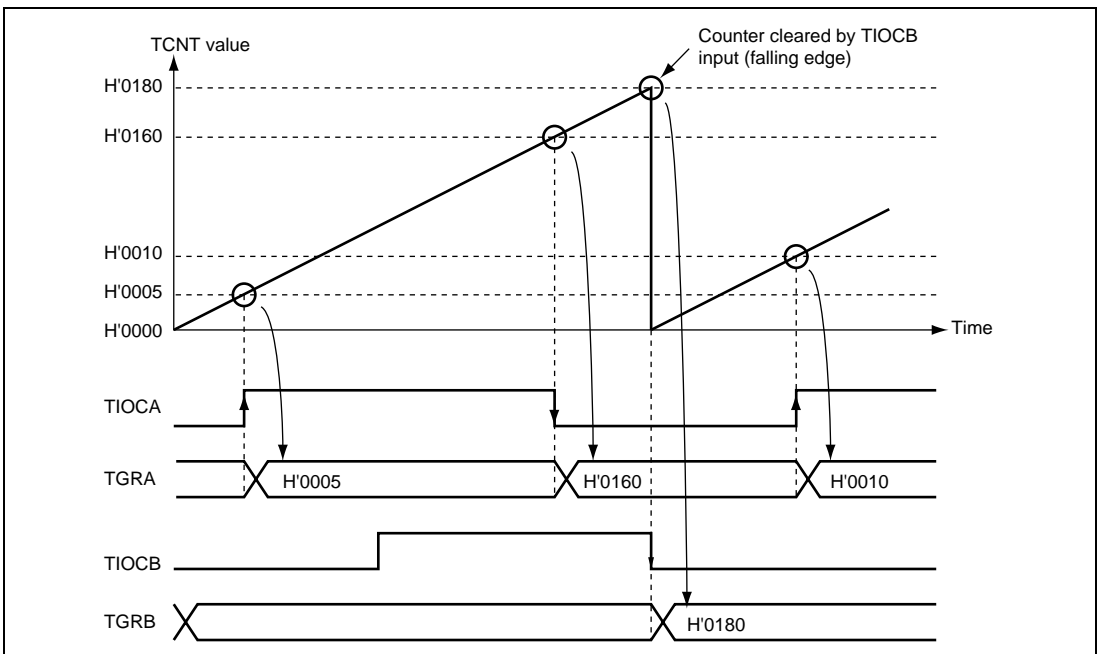 TCNT value
Counter cleared by TIOCB
input (falling edge)
H'0180
H'0160
H'0010
H'0005
H'0000
Time
TIOCA
TGRA
H'0005
H'0160
H'0010
TIOCB
TGRB
H'0180